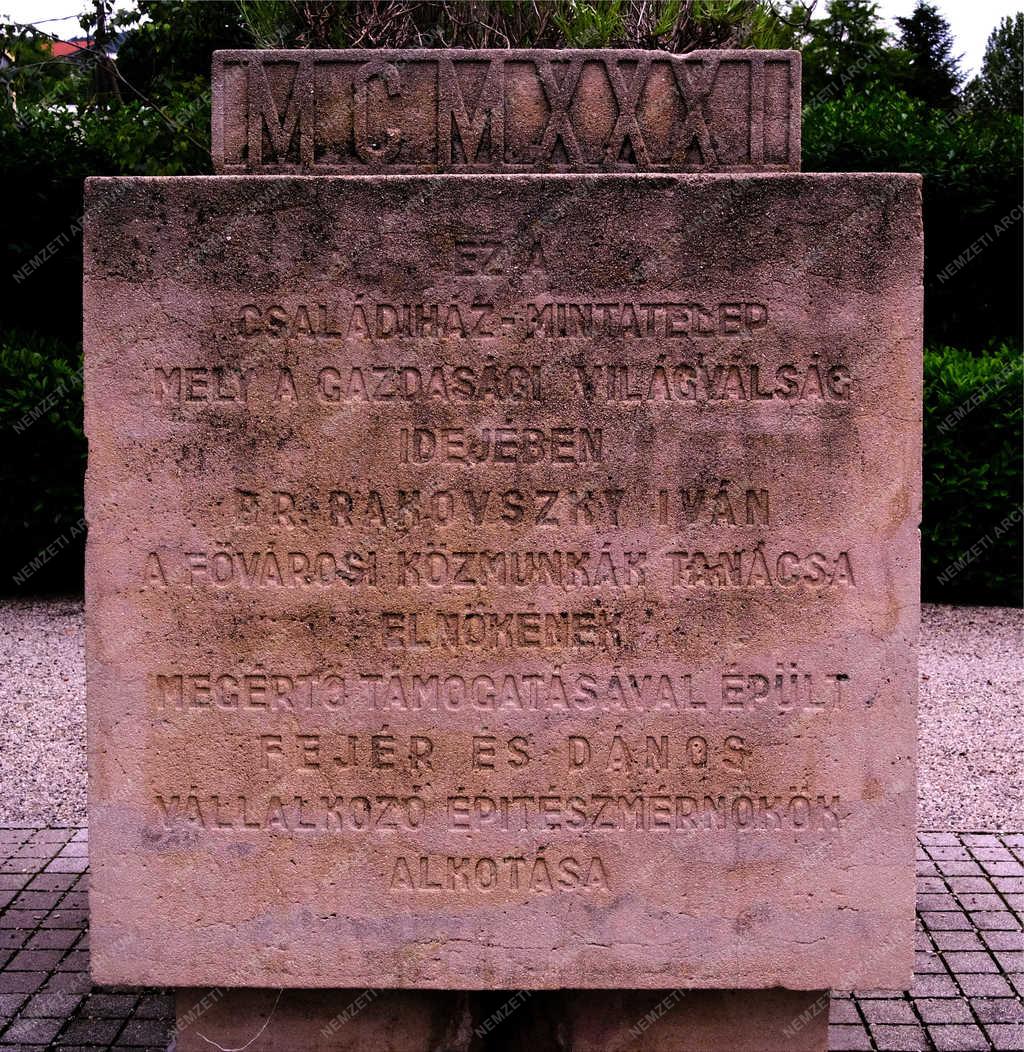 MCMXXXI
EZ A
CSALÁDIHÁZ-MINTATELEP
MELY A GAZDASÁGI VILÁGVÁLSÁG
IDEJÉBEN
DR. RAKOVSZKY IVÁN
A FŐVÁROSI KÖZMUNKÁK TANÁCSA
ELNÖKÉNEK
MEGÉRTŐ TÁMOGATÁSÁVAL ÉPÜLT
FEJÉR ÉS DÁNOS
VÁLLALKOZÓ ÉPITÉSZMÉRNÖKÖK
ALKOTÁSA